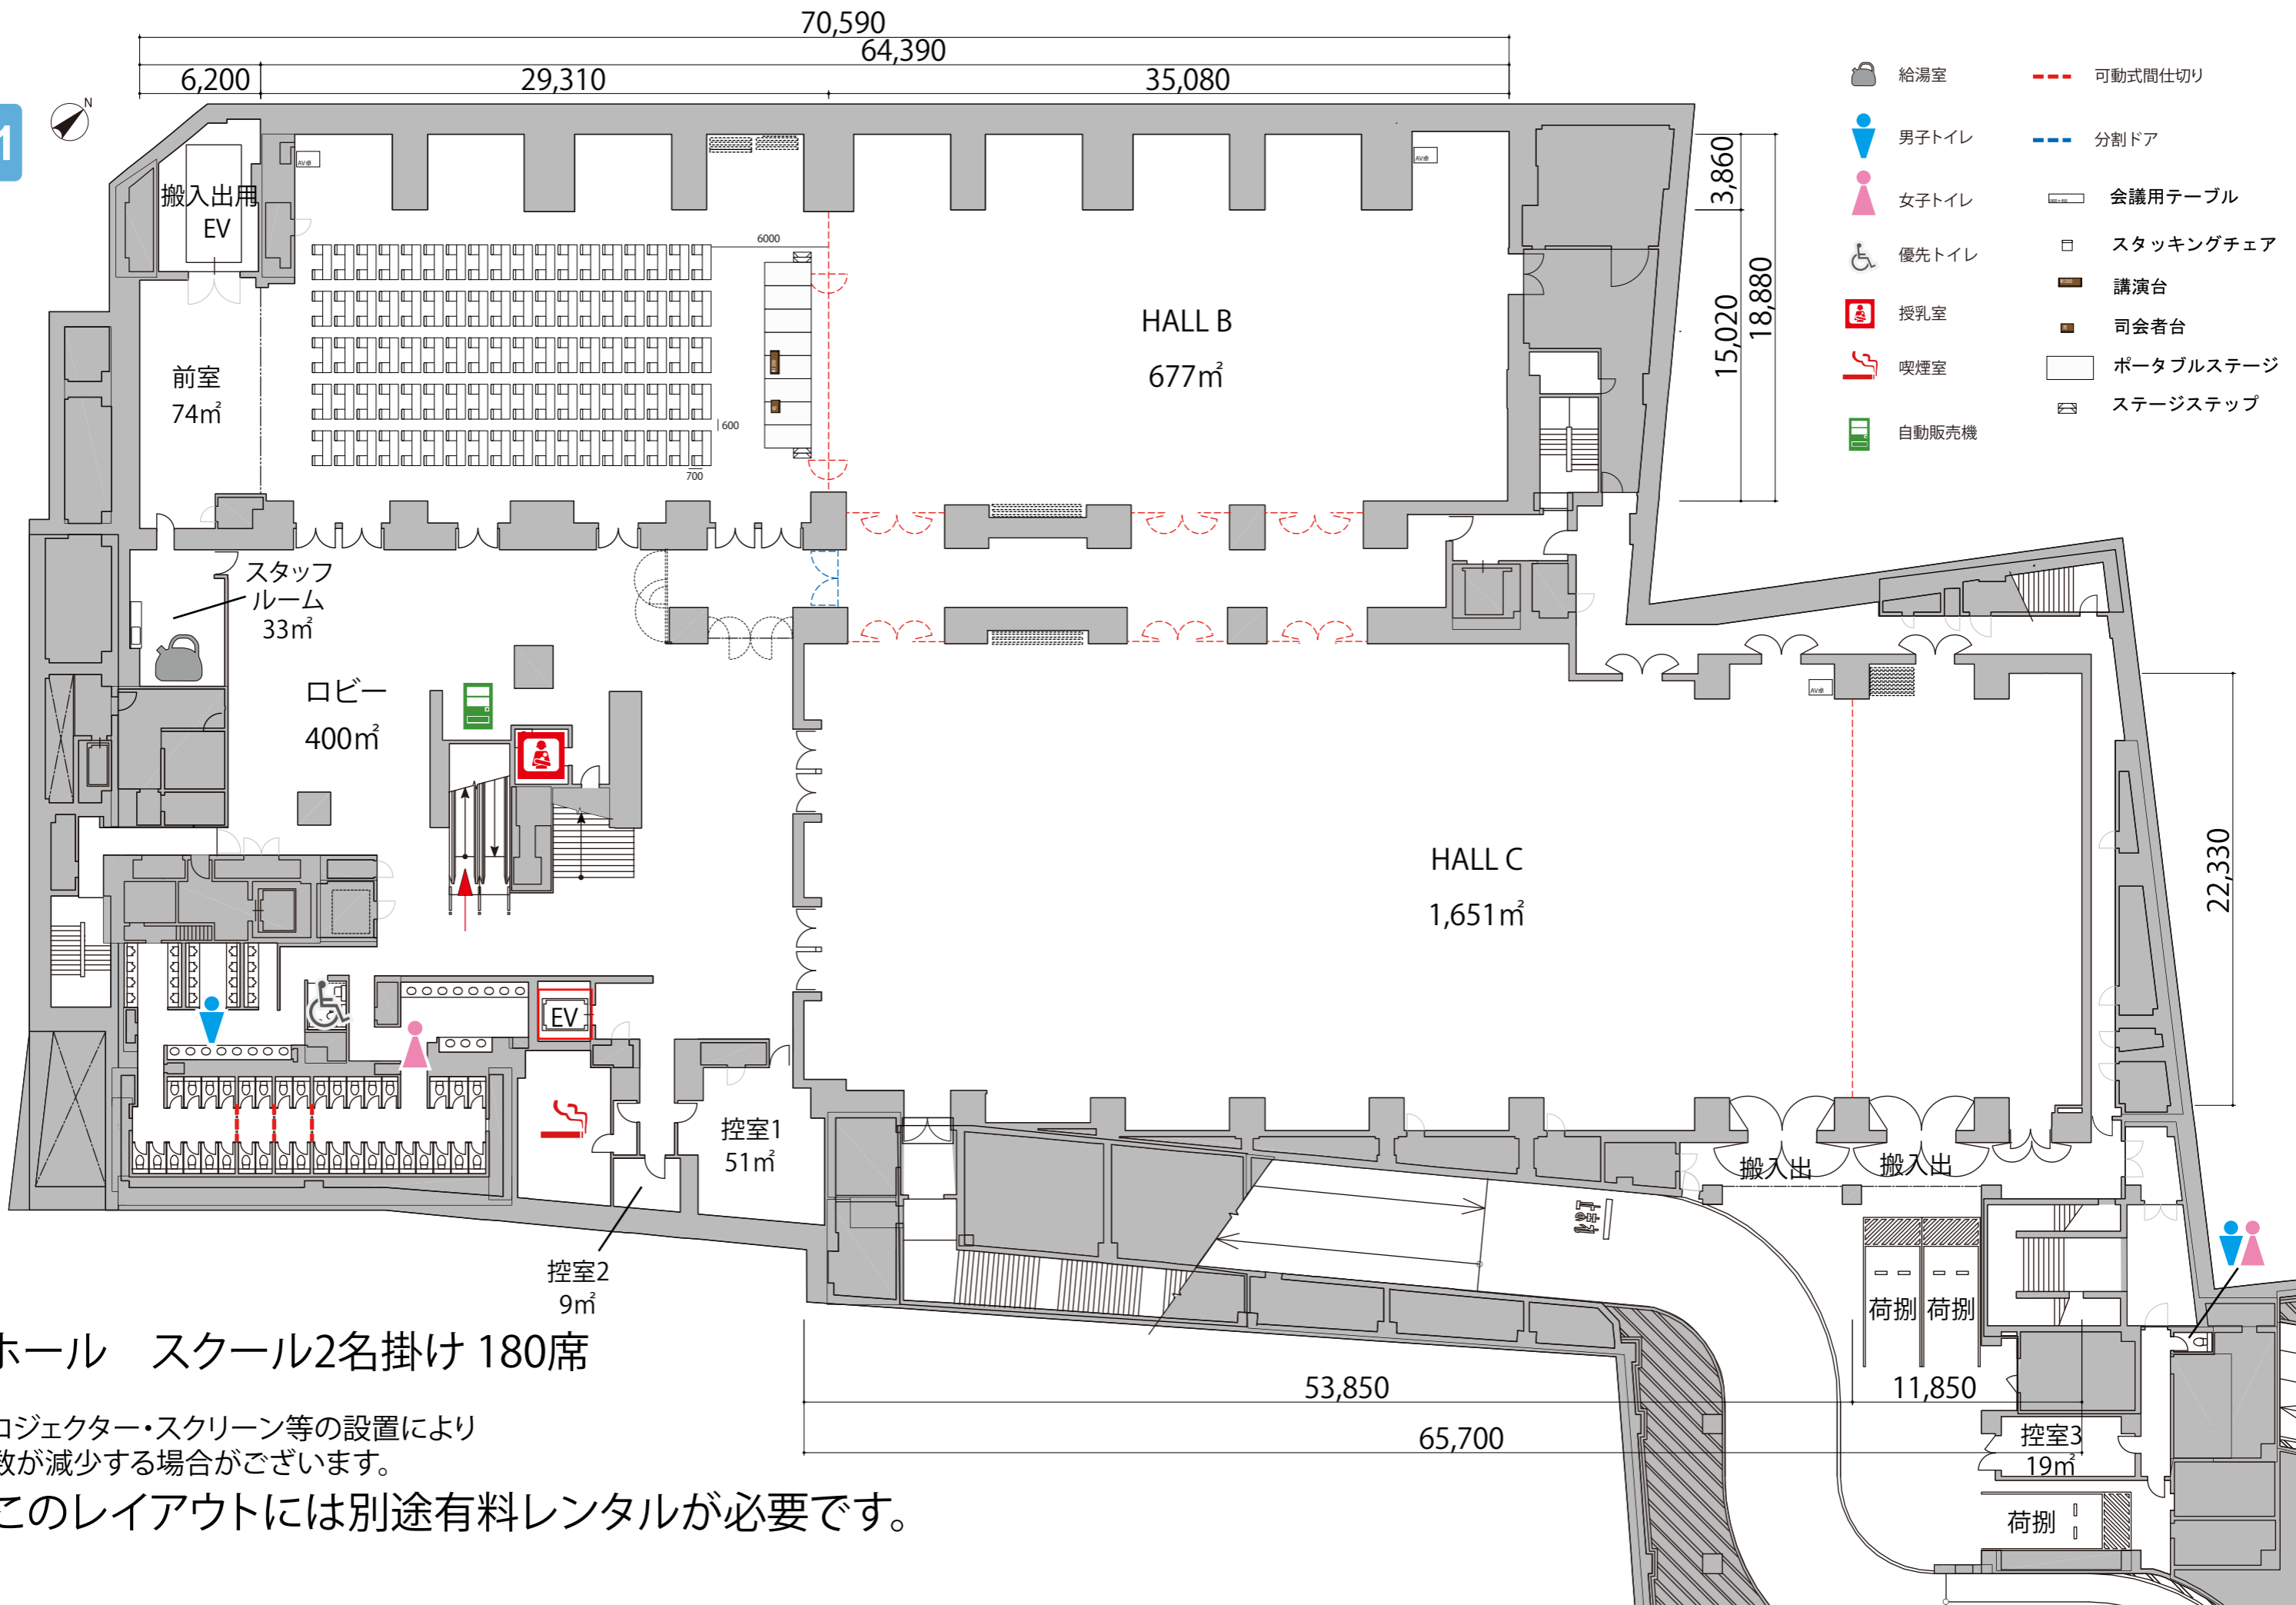 70,590
64,390
6,200
29,310
35,080
1
N
給湯室
可動式間仕切り
男子トイレ
分割ドア
女子トイレ
会議用テーブル
優先トイレ
スタッキングチェア
授乳室
講演台
司会者台
喫煙室
ポータブルステージ
自動販売機
ステージステップ
3,860
15,020
18,880
AV卓
AV卓
搬入出用
EV
6000
HALL B
677㎡
前室
74㎡
600
700
スタッフ
ルーム
33㎡
ロビー
400㎡
AV卓
HALL C
1,651㎡
22,330
EV
控室1
51㎡
控室2
9㎡
搬入出
搬入出
荷捌
荷捌
ホール　スクール2名掛け 180席
53,850
11,850
65,700
ロジェクター・スクリーン等の設置により
数が減少する場合がございます。
このレイアウトには別途有料レンタルが必要です。
控室3
19㎡
荷捌